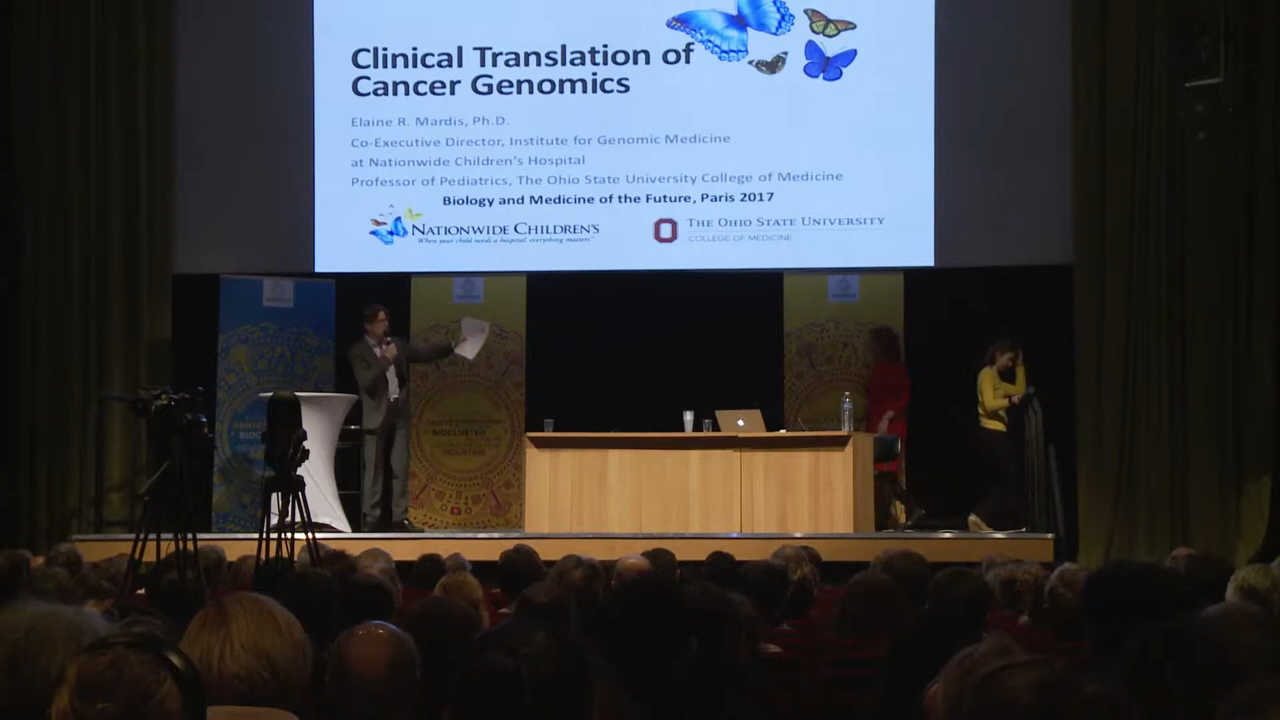 Clinical Translation of
Cancer Genomics
Elaine R. Mardis, Ph.D.
Co-Executive Director, Institute for Genomic Medicine
at Nationwide Children's Hospital
Professor of Pediatrics, The Ohio State University College of Medicine
Biology and Medicine of the Future, Paris 2017
NATIONWIDE CHILDREN'S
When your child needs a hospital, everything matters.™
THE OHIO STATE UNIVERSITY
COLLEGE OF MEDICINE
BIOCLUSTER